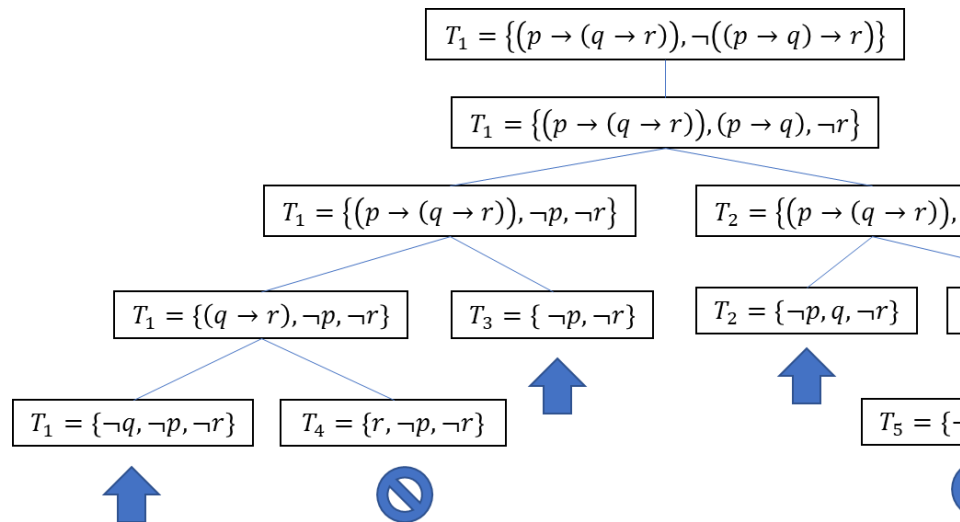 T₁ = {(p → (q → r)), ¬((p → q) → r)}
T₁ = {(p → (q → r)), (p → q), ¬r}
T₁ = {(p → (q → r)), ¬p, ¬r}
T₂ = {(p → (q → r)),
T₁ = {(q → r), ¬p, ¬r}
T₃ = { ¬p, ¬r}
T₂ = {¬p, q, ¬r}
T₁ = {¬q, ¬p, ¬r}
T₄ = {r, ¬p, ¬r}
T₅ = {¬